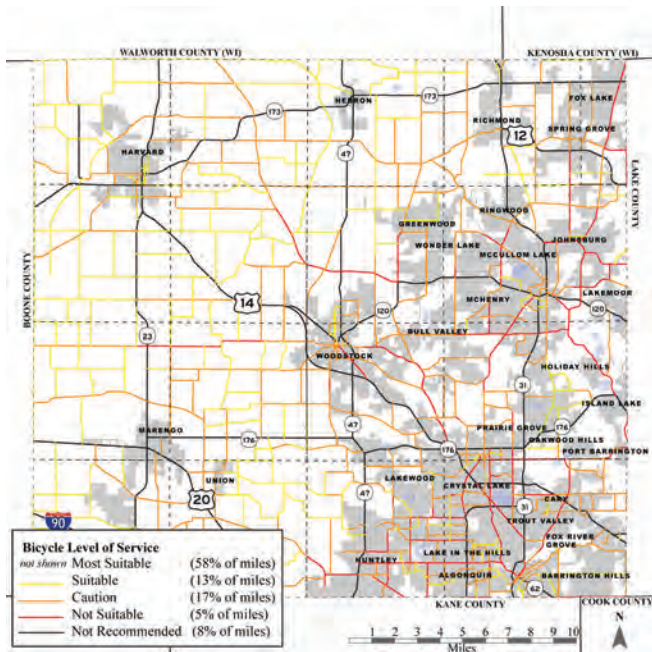 WALWORTH COUNTY (WI)
KENOSHA COUNTY (WI)
HEBRON
173
173
FOX LAKE
RICHMOND
12
SPRING GROVE
HARVARD
47
LAKE COUNTY
RINGWOOD
GREENWOOD
WONDER LAKE
JOHNSBURG
MCCULLOM LAKE
BOONE COUNTY
14
MCHENRY
LAKEMOOR
120
120
BULL VALLEY
23
WOODSTOCK
HOLIDAY HILLS
31
ISLAND LAKE
MARENGO
47
PRAIRIE GROVE
176
176
OAKWOOD HILLS
176
PORT BARRINGTON
UNION
LAKEWOOD
CRYSTAL LAKE
20
47
CARY
31
TROUT VALLEY
90
FOX RIVER
GROVE
LAKE IN THE HILLS
HUNTLEY
ALGONQUIN
BARRINGTON HILLS
62
Bicycle Level of Service
not shown Most Suitable (58% of miles)
Suitable (13% of miles)
Caution (17% of miles)
Not Suitable (5% of miles)
Not Recommended (8% of miles)
KANE COUNTY
COOK COUNTY
N
1 2 3 4 5 6 7 8 9 10
Miles